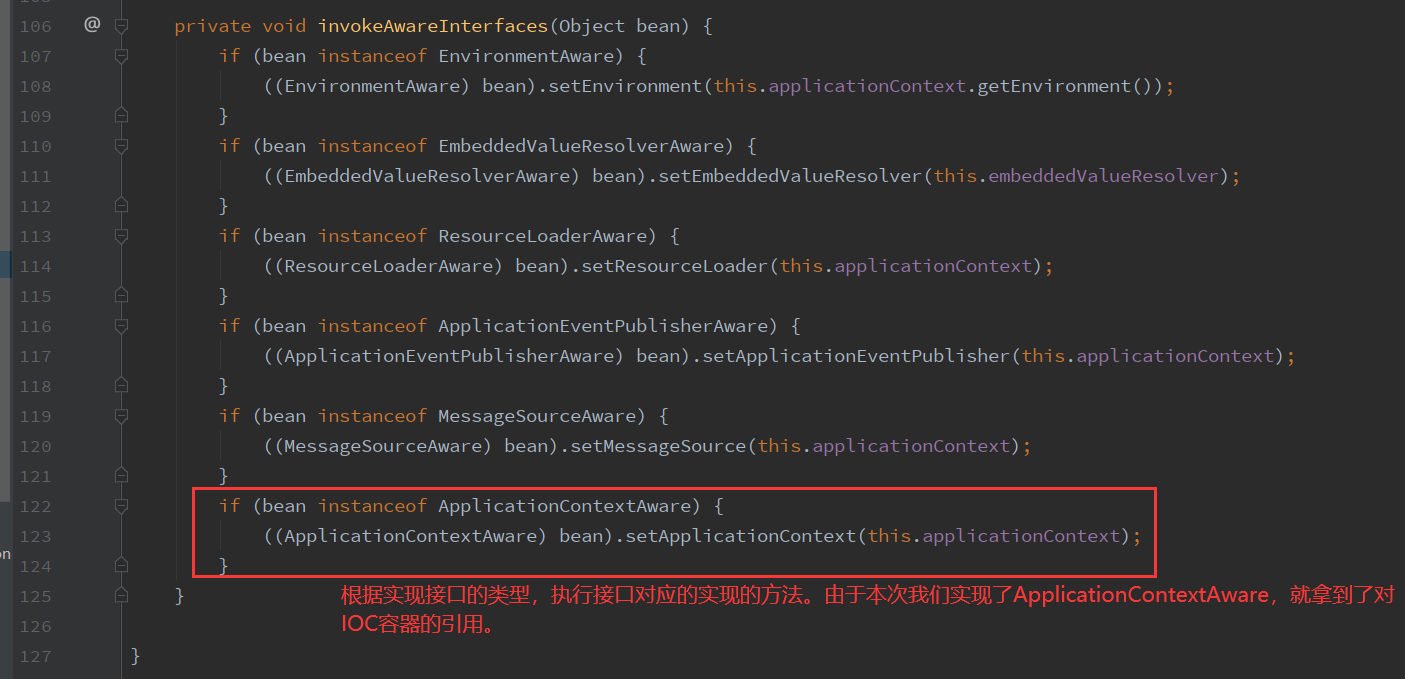 106 @ private void invokeAwareInterfaces(Object bean) {
107 if (bean instanceof EnvironmentAware) {
108 ((EnvironmentAware) bean).setEnvironment(this.applicationContext.getEnvironment());
109 }
110 if (bean instanceof EmbeddedValueResolverAware) {
111 ((EmbeddedValueResolverAware) bean).setEmbeddedValueResolver(this.embeddedValueResolver);
112 }
113 if (bean instanceof ResourceLoaderAware) {
114 ((ResourceLoaderAware) bean).setResourceLoader(this.applicationContext);
115 }
116 if (bean instanceof ApplicationEventPublisherAware) {
117 ((ApplicationEventPublisherAware) bean).setApplicationEventPublisher(this.applicationContext);
118 }
119 if (bean instanceof MessageSourceAware) {
120 ((MessageSourceAware) bean).setMessageSource(this.applicationContext);
121 }
122 if (bean instanceof ApplicationContextAware) {
123 ((ApplicationContextAware) bean).setApplicationContext(this.applicationContext);
on
124 }
125 }
根据实现接口的类型，执行接口对应的实现的方法。由于本次我们实现了ApplicationContextAware，就拿到了对
IOC容器的引用。
126
127 }